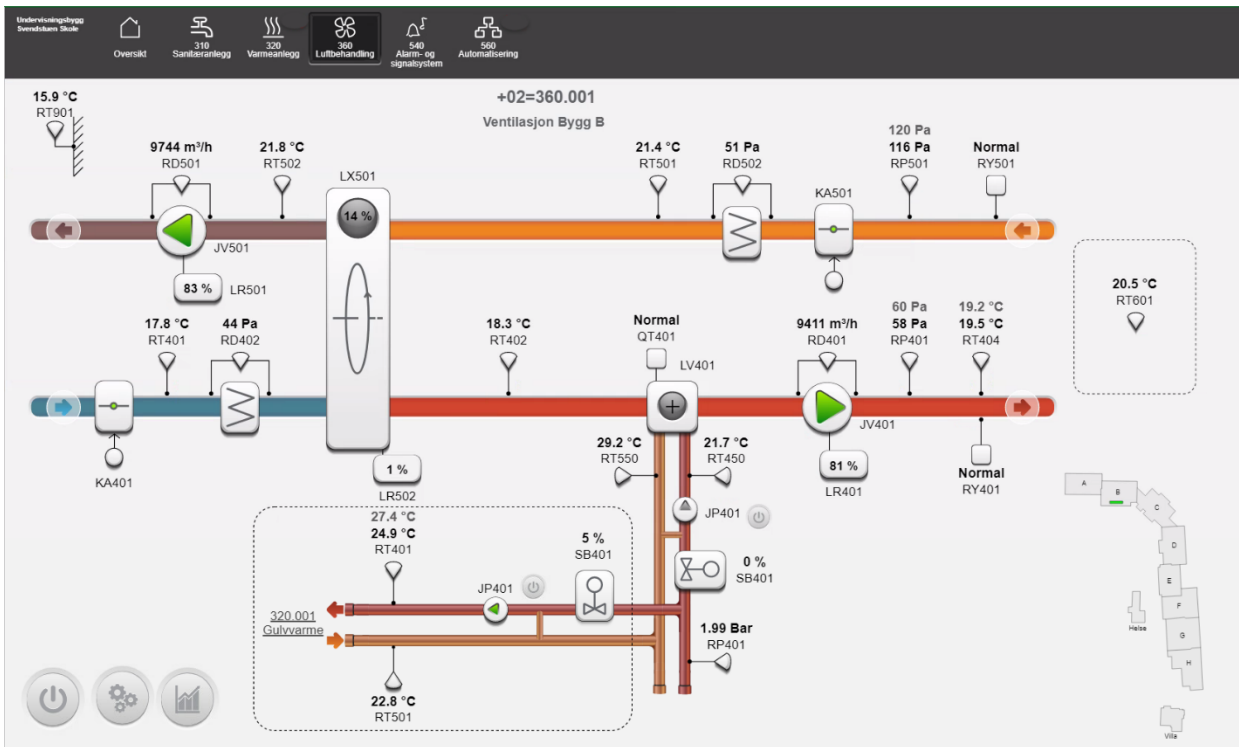 Undervisningsbygg
Svendstuen Skole
Oversikt
310
Sanitæranlegg
320
Varmeanlegg
360
Luftbehandling
540
Alarm- og
signalsystem
560
Automatisering
+02=360.001
Ventilasjon Bygg B
15.9 °C
RT901
9744 m³/h
RD501
21.8 °C
RT502
LX501
14 %
21.4 °C
RT501
51 Pa
RD502
KA501
120 Pa
116 Pa
RP501
Normal
RY501
JV501
83 %
LR501
20.5 °C
RT601
17.8 °C
RT401
44 Pa
RD402
18.3 °C
RT402
Normal
QT401
LV401
9411 m³/h
RD401
60 Pa
58 Pa
RP401
19.2 °C
19.5 °C
RT404
KA401
1 %
LR502
29.2 °C
RT550
21.7 °C
RT450
JV401
81 %
LR401
Normal
RY401
JP401
27.4 °C
24.9 °C
RT401
5 %
SB401
0 %
SB401
JP401
320.001
Gulvvarme
1.99 Bar
RP401
22.8 °C
RT501
A
B
C
D
E
F
G
H
Helse
Villa